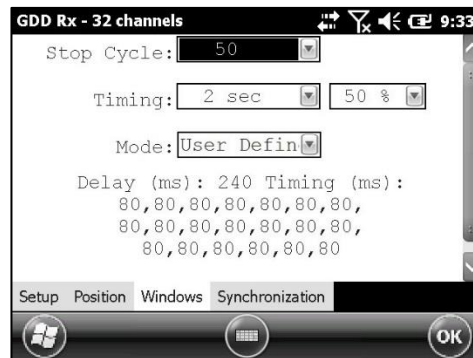 GDD Rx - 32 channels 9:33
Stop Cycle: 50
Timing: 2 sec 50 %
Mode: User Defin
Delay (ms): 240 Timing (ms):
80,80,80,80,80,80,80,
80,80,80,80,80,80,80,
80,80,80,80,80,80
Setup Position Windows Synchronization
OK